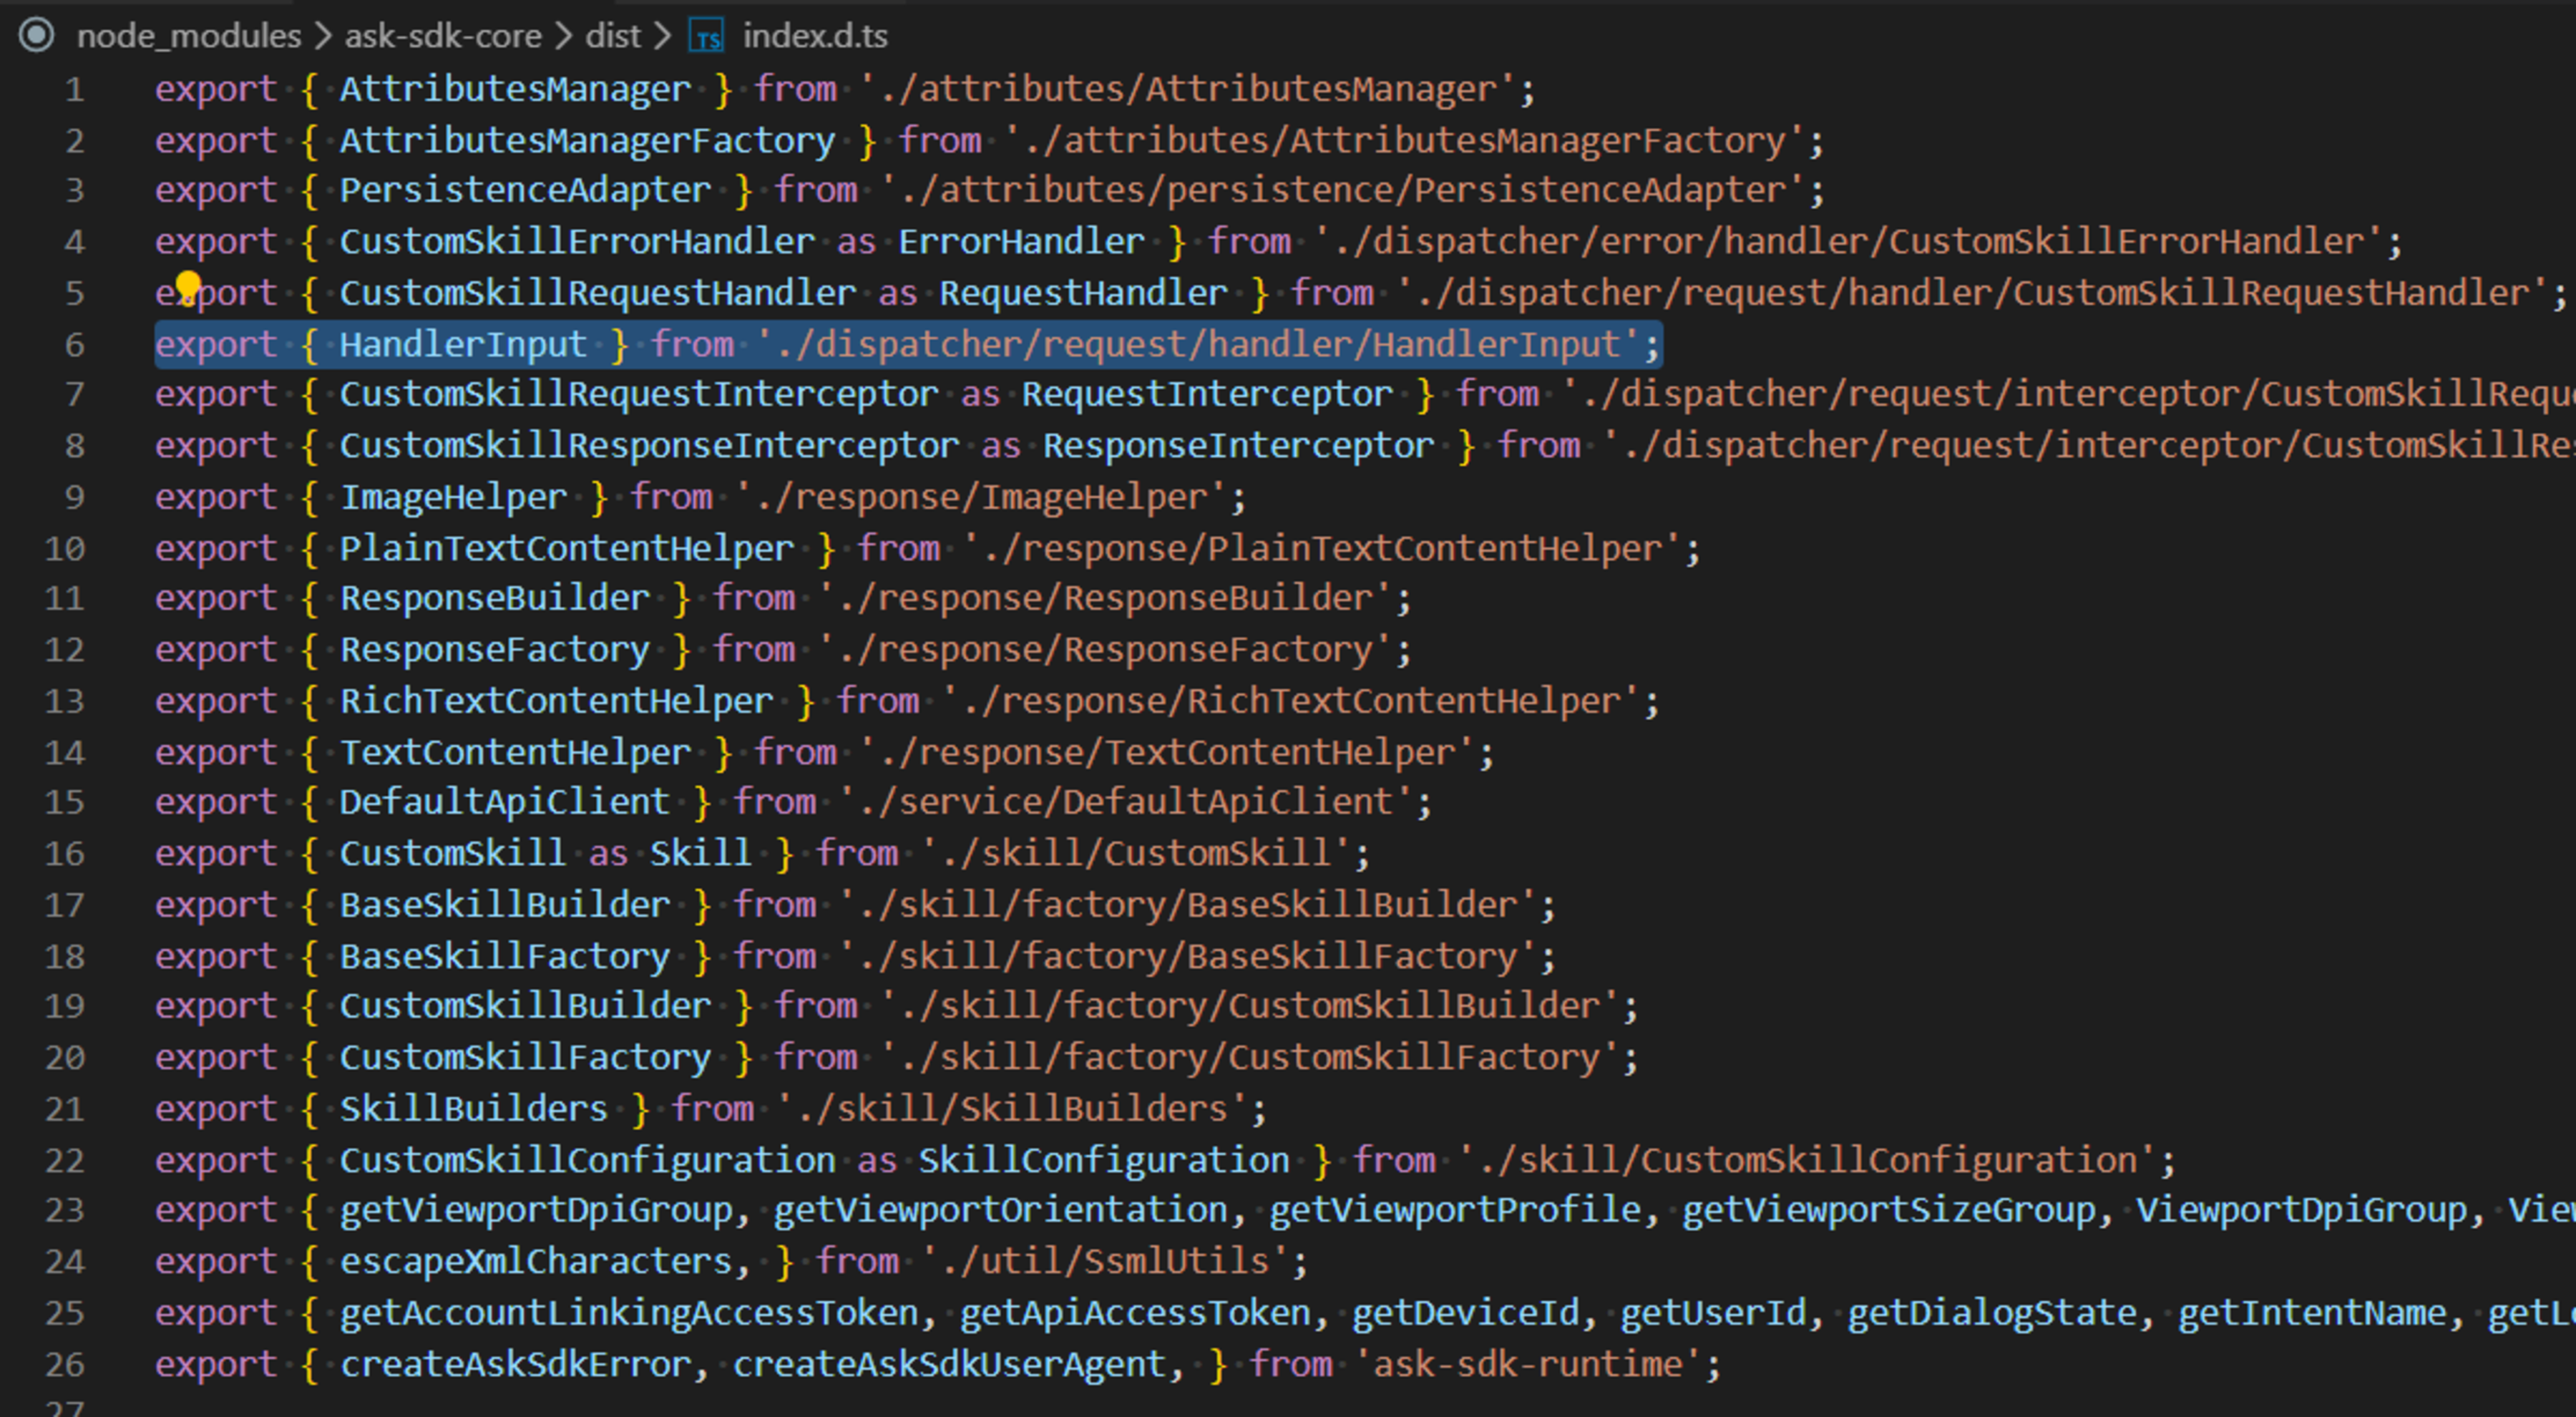 node_modules > ask-sdk-core > dist > TS index.d.ts
1 export { AttributesManager } from './attributes/AttributesManager';
2 export { AttributesManagerFactory } from './attributes/AttributesManagerFactory';
3 export { PersistenceAdapter } from './attributes/persistence/PersistenceAdapter';
4 export { CustomSkillErrorHandler as ErrorHandler } from './dispatcher/error/handler/CustomSkillErrorHandler';
5 export { CustomSkillRequestHandler as RequestHandler } from './dispatcher/request/handler/CustomSkillRequestHandler';
6 export { HandlerInput } from './dispatcher/request/handler/HandlerInput';
7 export { CustomSkillRequestInterceptor as RequestInterceptor } from './dispatcher/request/interceptor/CustomSkillReque
8 export { CustomSkillResponseInterceptor as ResponseInterceptor } from './dispatcher/request/interceptor/CustomSkillRes
9 export { ImageHelper } from './response/ImageHelper';
10 export { PlainTextContentHelper } from './response/PlainTextContentHelper';
11 export { ResponseBuilder } from './response/ResponseBuilder';
12 export { ResponseFactory } from './response/ResponseFactory';
13 export { RichTextContentHelper } from './response/RichTextContentHelper';
14 export { TextContentHelper } from './response/TextContentHelper';
15 export { DefaultApiClient } from './service/DefaultApiClient';
16 export { CustomSkill as Skill } from './skill/CustomSkill';
17 export { BaseSkillBuilder } from './skill/factory/BaseSkillBuilder';
18 export { BaseSkillFactory } from './skill/factory/BaseSkillFactory';
19 export { CustomSkillBuilder } from './skill/factory/CustomSkillBuilder';
20 export { CustomSkillFactory } from './skill/factory/CustomSkillFactory';
21 export { SkillBuilders } from './skill/SkillBuilders';
22 export { CustomSkillConfiguration as SkillConfiguration } from './skill/CustomSkillConfiguration';
23 export { getViewportDpiGroup, getViewportOrientation, getViewportProfile, getViewportSizeGroup, ViewportDpiGroup, View
24 export { escapeXmlCharacters, } from './util/SsmlUtils';
25 export { getAccountLinkingAccessToken, getApiAccessToken, getDeviceId, getUserId, getDialogState, getIntentName, getLo
26 export { createAskSdkError, createAskSdkUserAgent, } from 'ask-sdk-runtime';
27